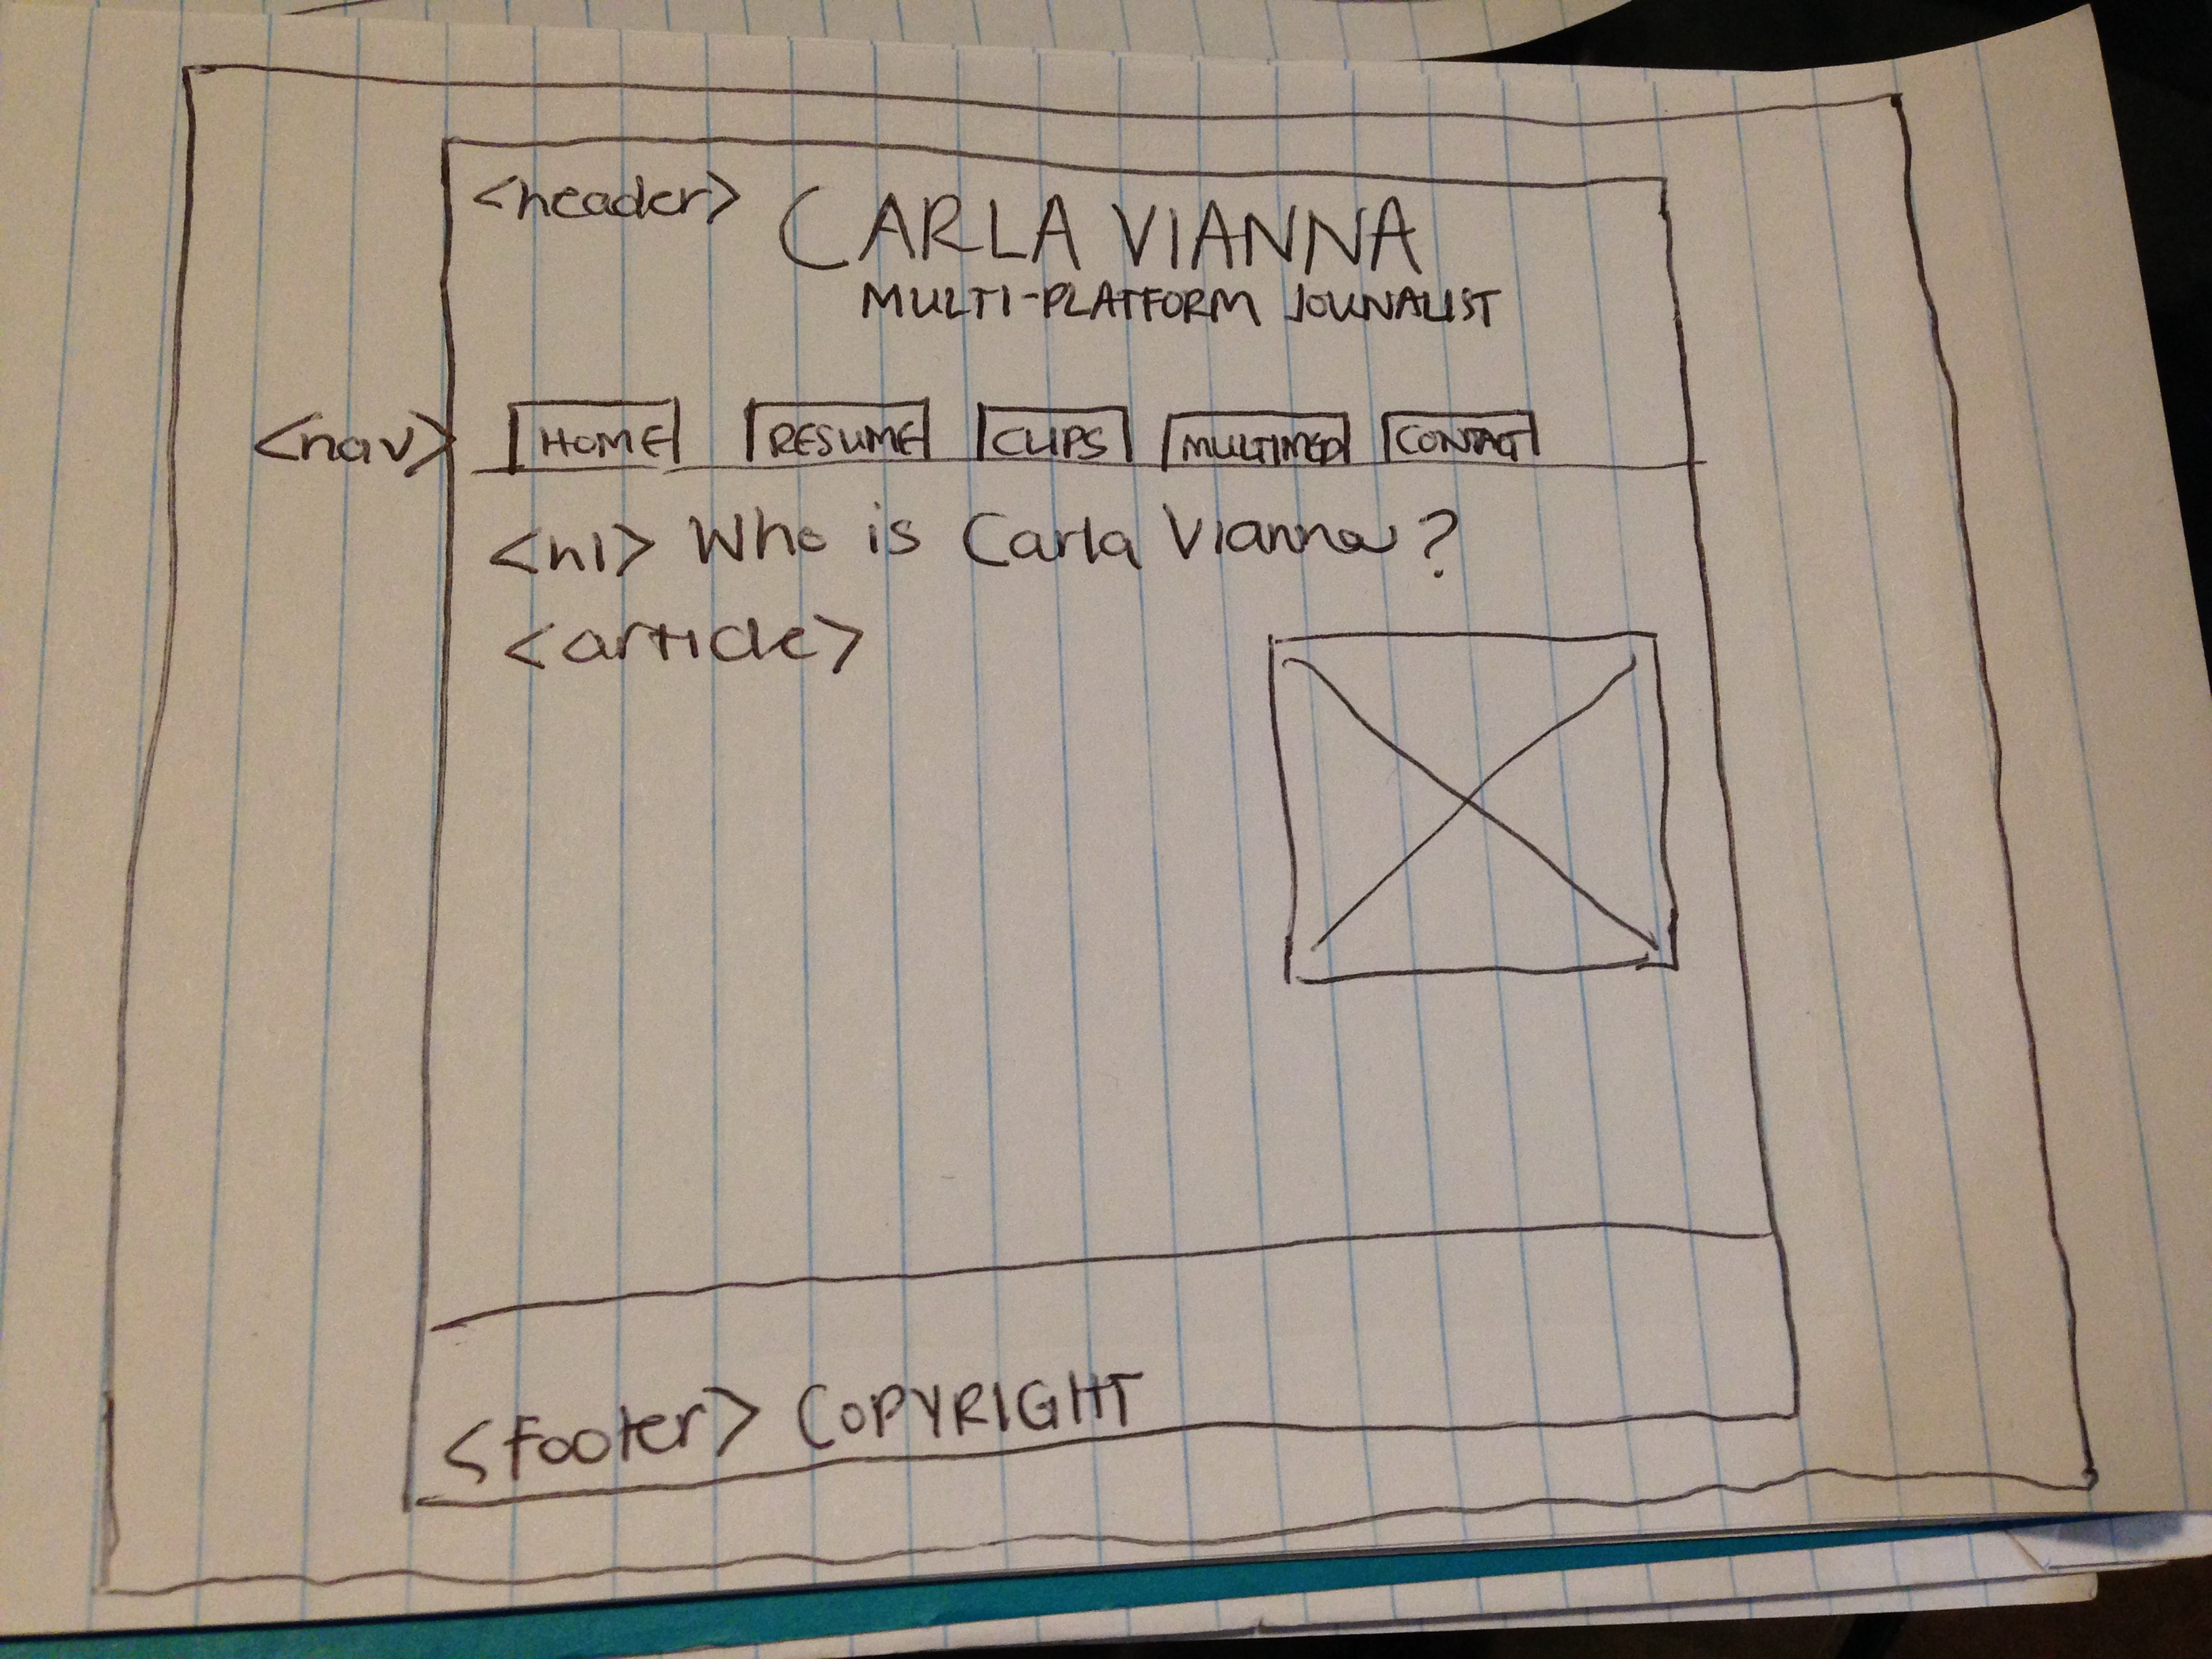 <header> CARLA VIANNA
MULTI-PLATFORM JOUNALIST
<nav> HOME RESUME CLIPS MULTIMED CONTACT
<h1> Who is Carla Vianna?
<article>
<footer> COPYRIGHT